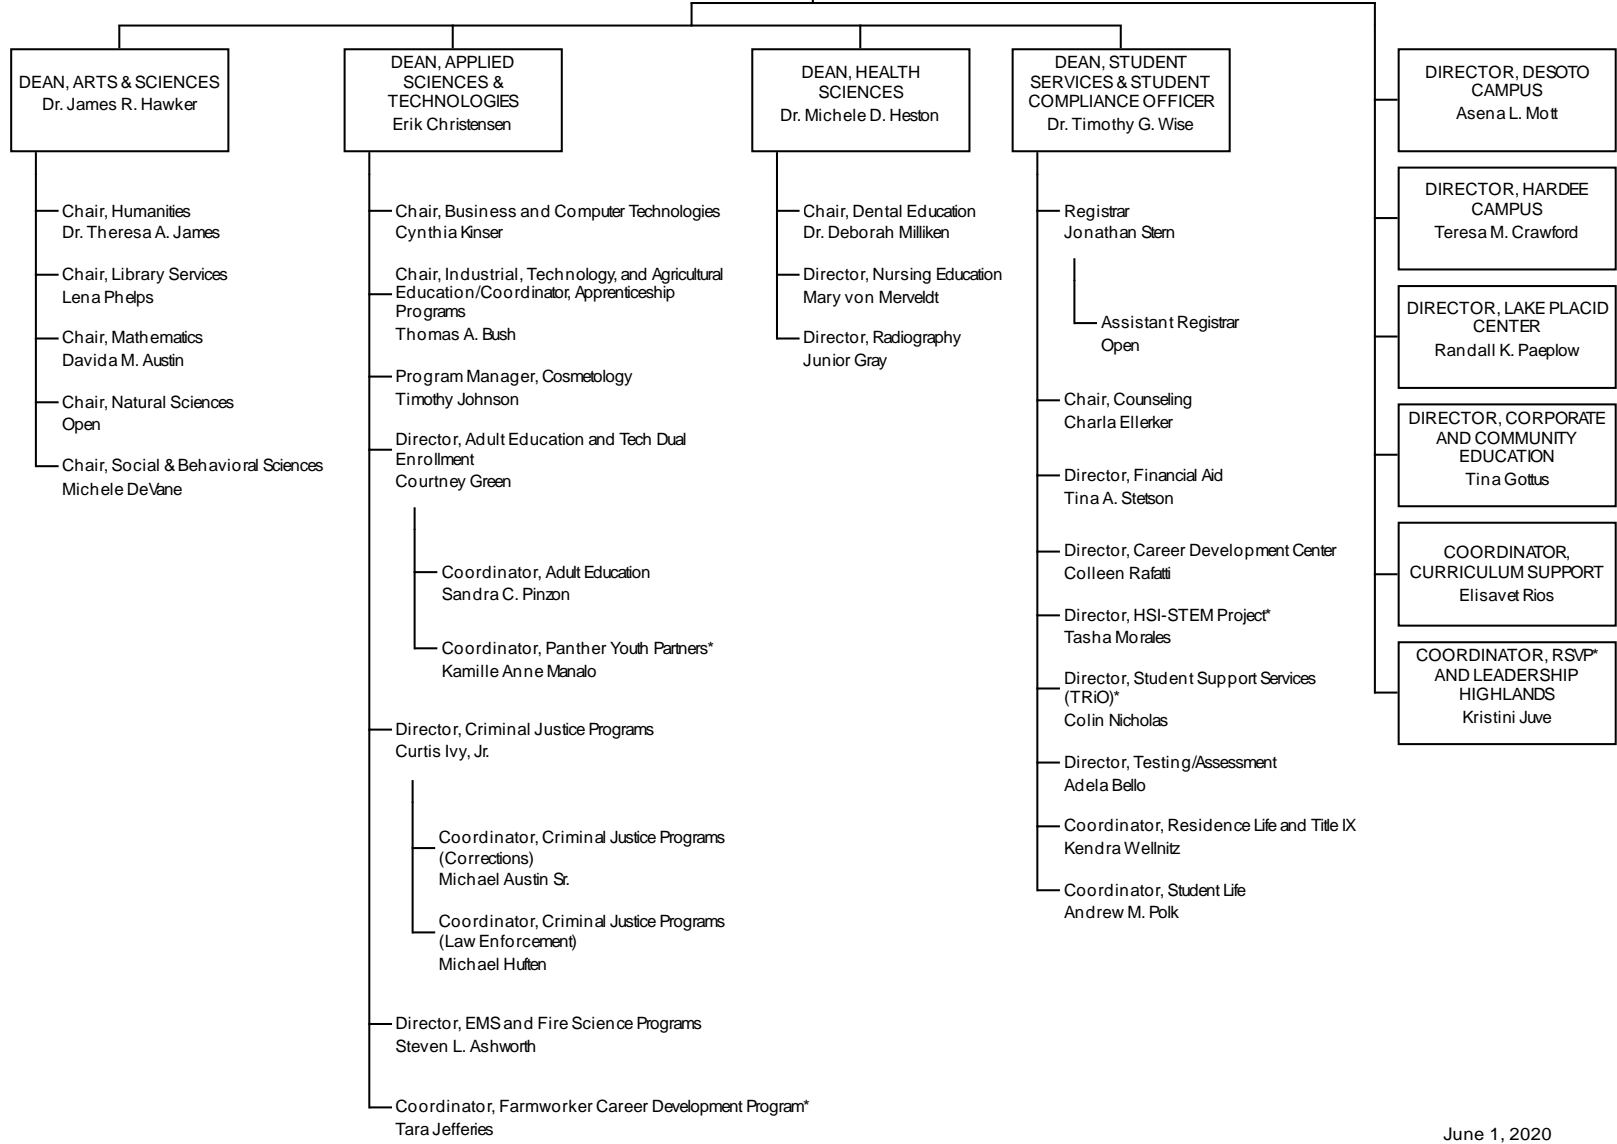 DEAN, ARTS & SCIENCES
Dr. James R. Hawker
Chair, Humanities
Dr. Theresa A. James
Chair, Library Services
Lena Phelps
Chair, Mathematics
Davida M. Austin
Chair, Natural Sciences
Open
Chair, Social & Behavioral Sciences
Michele DeVane
DEAN, APPLIED
SCIENCES &
TECHNOLOGIES
Erik Christensen
Chair, Business and Computer Technologies
Cynthia Kinser
Chair, Industrial, Technology, and Agricultural
Education/Coordinator, Apprenticeship
Programs
Thomas A. Bush
Program Manager, Cosmetology
Timothy Johnson
Director, Adult Education and Tech Dual
Enrollment
Courtney Green
Coordinator, Adult Education
Sandra C. Pinzon
Coordinator, Panther Youth Partners*
Kamille Anne Manalo
Director, Criminal Justice Programs
Curtis Ivy, Jr.
Coordinator, Criminal Justice Programs
(Corrections)
Michael Austin Sr.
Coordinator, Criminal Justice Programs
(Law Enforcement)
Michael Huften
Director, EMS and Fire Science Programs
Steven L. Ashworth
Coordinator, Farmworker Career Development Program*
Tara Jefferies
DEAN, HEALTH
SCIENCES
Dr. Michele D. Heston
Chair, Dental Education
Dr. Deborah Milliken
Director, Nursing Education
Mary von Merveldt
Director, Radiography
Junior Gray
DEAN, STUDENT
SERVICES & STUDENT
COMPLIANCE OFFICER
Dr. Timothy G. Wise
Registrar
Jonathan Stern
Assistant Registrar
Open
Chair, Counseling
Charla Ellerker
Director, Financial Aid
Tina A. Stetson
Director, Career Development Center
Colleen Rafatti
Director, HSI-STEM Project*
Tasha Morales
Director, Student Support Services
(TRiO)*
Colin Nicholas
Director, Testing/Assessment
Adela Bello
Coordinator, Residence Life and Title IX
Kendra Wellnitz
Coordinator, Student Life
Andrew M. Polk
DIRECTOR, DESOTO
CAMPUS
Asena L. Mott
DIRECTOR, HARDEE
CAMPUS
Teresa M. Crawford
DIRECTOR, LAKE PLACID
CENTER
Randall K. Paeplow
DIRECTOR, CORPORATE
AND COMMUNITY
EDUCATION
Tina Gottus
COORDINATOR,
CURRICULUM SUPPORT
Elisavet Rios
COORDINATOR, RSVP*
AND LEADERSHIP
HIGHLANDS
Kristini Juve
June 1, 2020